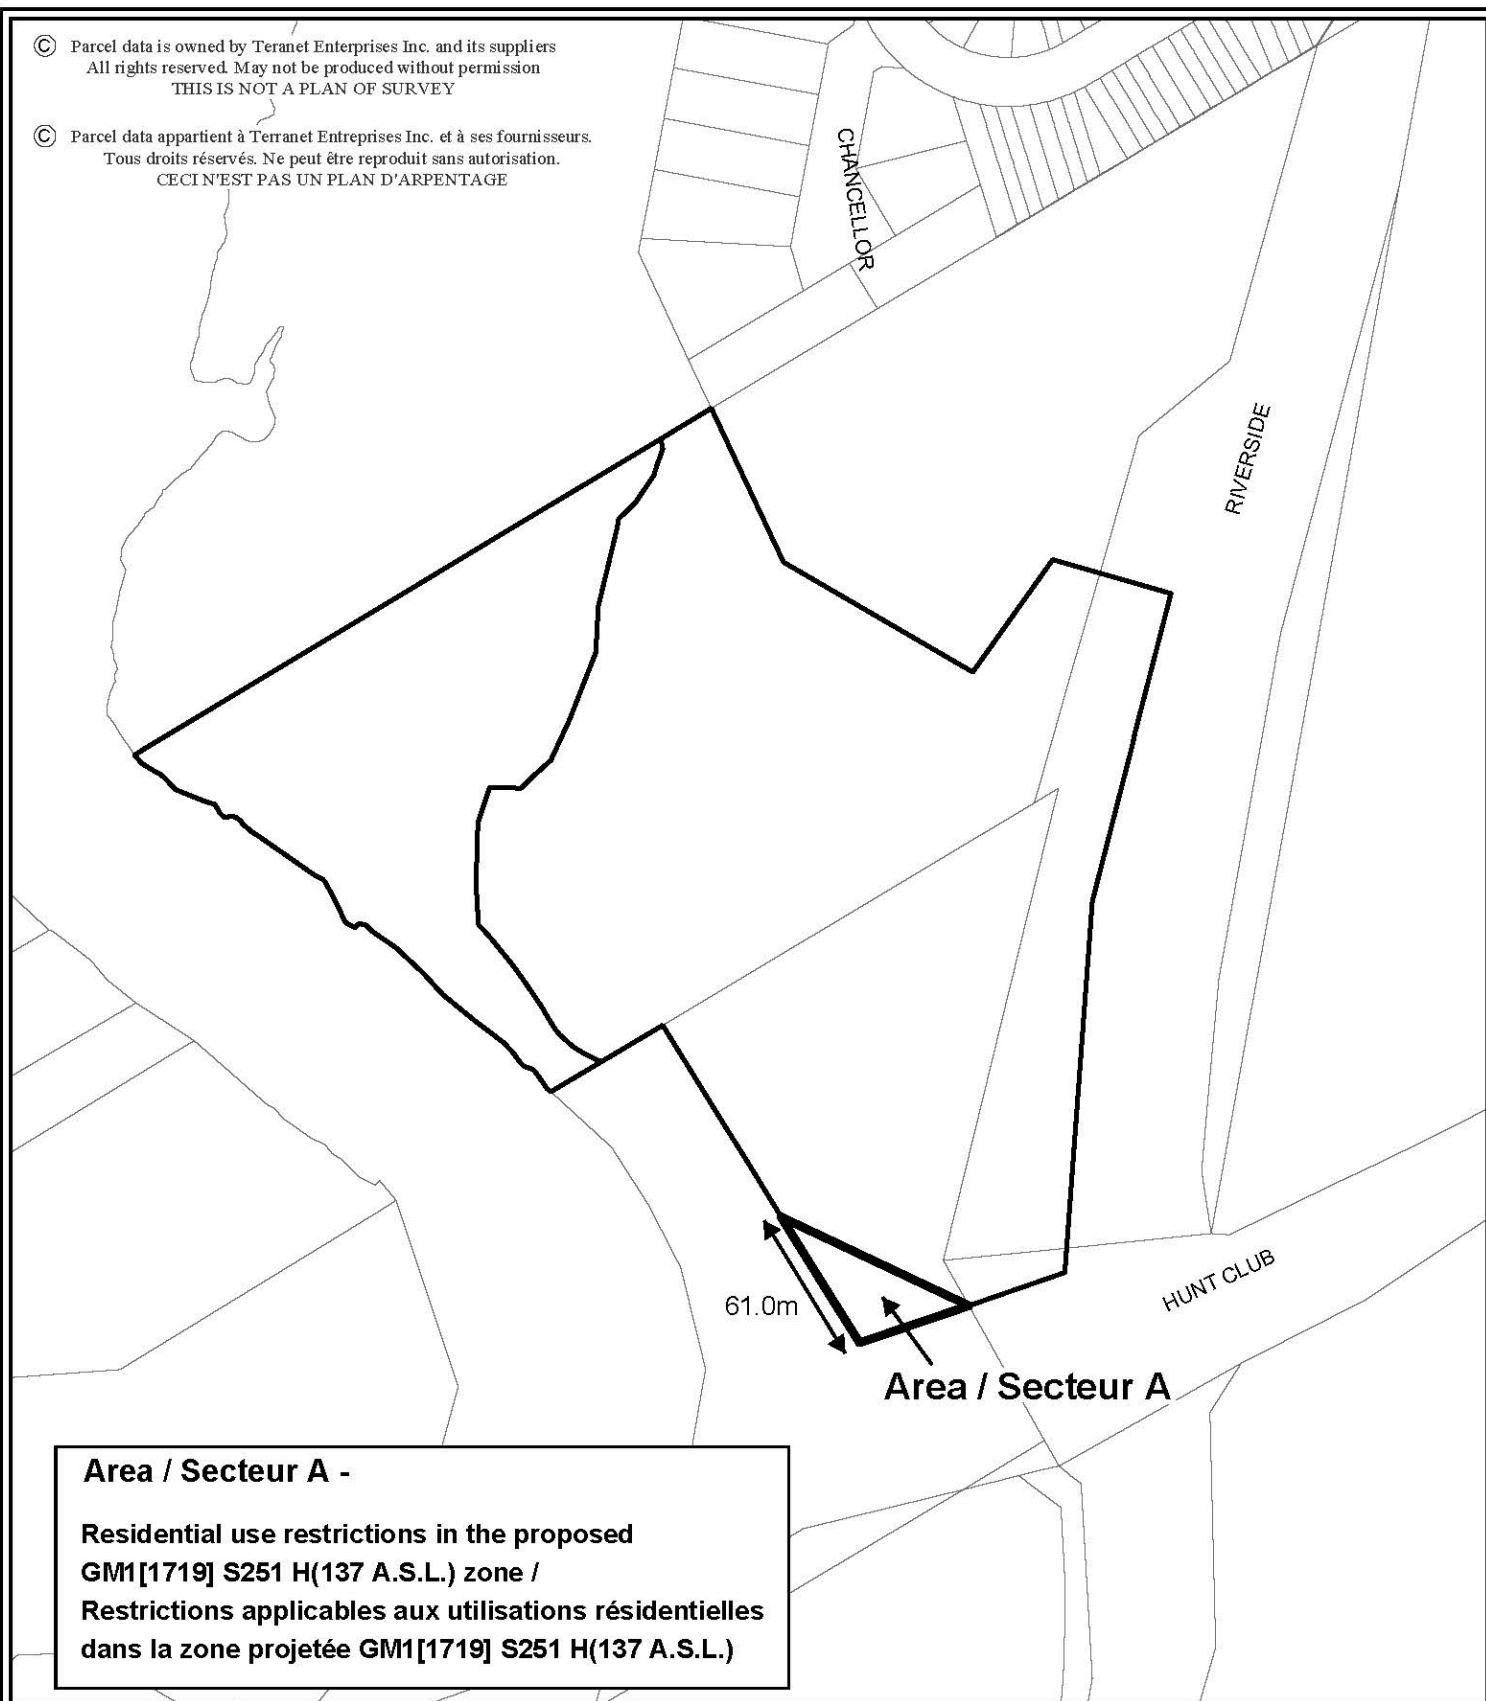 © Parcel data is owned by Teranet Enterprises Inc. and its suppliers
All rights reserved. May not be produced without permission
THIS IS NOT A PLAN OF SURVEY
© Parcel data appartient à Terranet Entreprises Inc. et à ses fournisseurs.
Tous droits réservés. Ne peut être reproduit sans autorisation.
CECI N'EST PAS UN PLAN D'ARPENTAGE
CHANCELLOR
RIVERSIDE
HUNT CLUB
61.0m
Area / Secteur A
Area / Secteur A -
Residential use restrictions in the proposed
GM1[1719] S251 H(137 A.S.L.) zone /
Restrictions applicables aux utilisations résidentielles
dans la zone projetée GM1[1719] S251 H(137 A.S.L.)